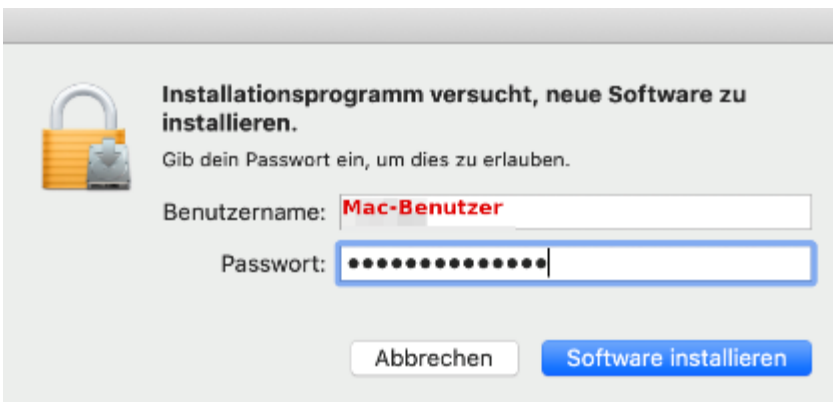 Installationsprogramm versucht, neue Software zu
installieren.
Gib dein Passwort ein, um dies zu erlauben.
Benutzername: Mac-Benutzer
Passwort: ••••••••••••••
Abbrechen Software installieren